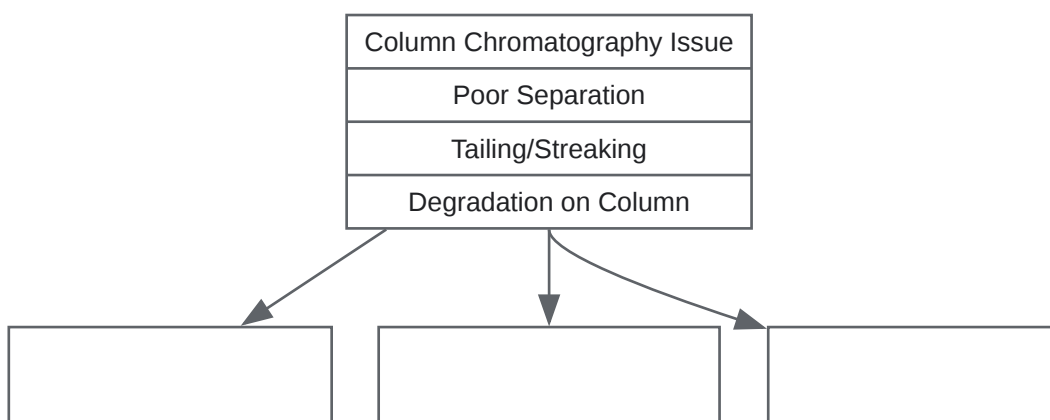 Column Chromatography Issue
Poor Separation
Tailing/Streaking
Degradation on Column